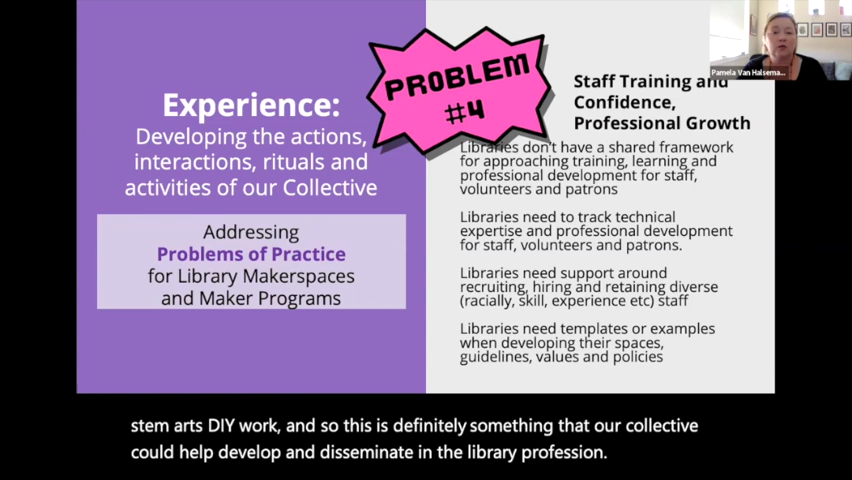 Experience:
Developing the actions,
interactions, rituals and
activities of our Collective
Addressing
Problems of Practice
for Library Makerspaces
and Maker Programs
PROBLEM
#4
Staff Training and
Confidence,
Professional Growth
Libraries don't have a shared framework
for approaching training, learning and
professional development for staff,
volunteers and patrons
Libraries need to track technical
expertise and professional development
for staff, volunteers and patrons.
Libraries need support around
recruiting, hiring and retaining diverse
(racially, skill, experience etc) staff
Libraries need templates or examples
when developing their spaces,
guidelines, values and policies
Pamela Van Halsema...
stem arts DIY work, and so this is definitely something that our collective
could help develop and disseminate in the library profession.